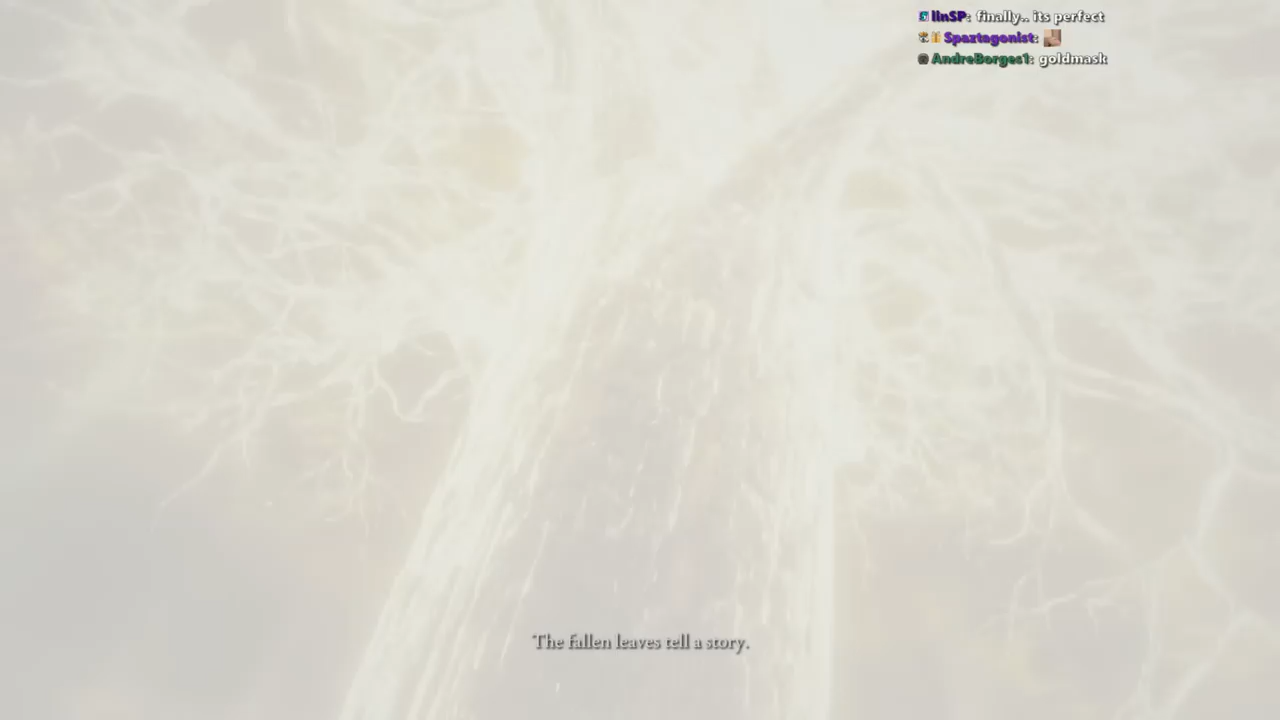 llnSP: finally.. its perfect
Spaztagonist:
AndreBorges1: goldmask
The fallen leaves tell a story.